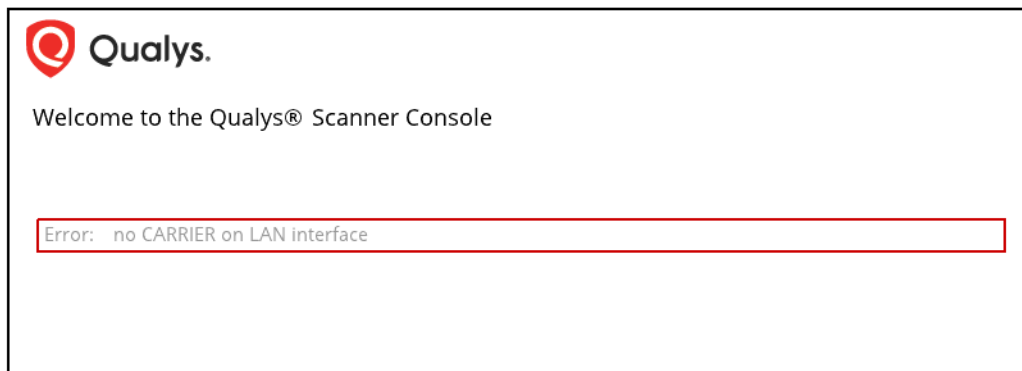 Qualys.
Welcome to the Qualys® Scanner Console
Error: no CARRIER on LAN interface